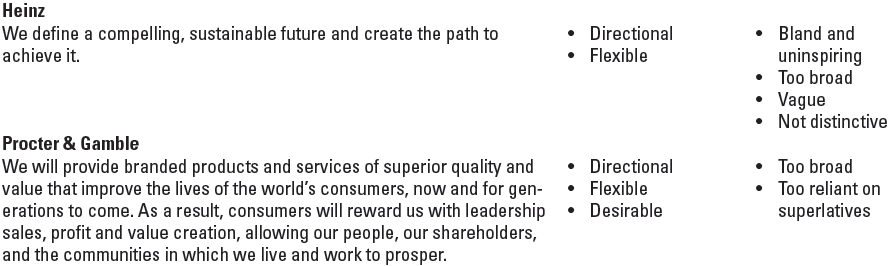 Heinz
We define a compelling, sustainable future and create the path to
achieve it.
• Directional
• Flexible
• Bland and
uninspiring
• Too broad
• Vague
• Not distinctive
Procter & Gamble
We will provide branded products and services of superior quality and
value that improve the lives of the world’s consumers, now and for gen-
erations to come. As a result, consumers will reward us with leadership
sales, profit and value creation, allowing our people, our shareholders,
and the communities in which we live and work to prosper.
• Directional
• Flexible
• Desirable
• Too broad
• Too reliant on
superlatives